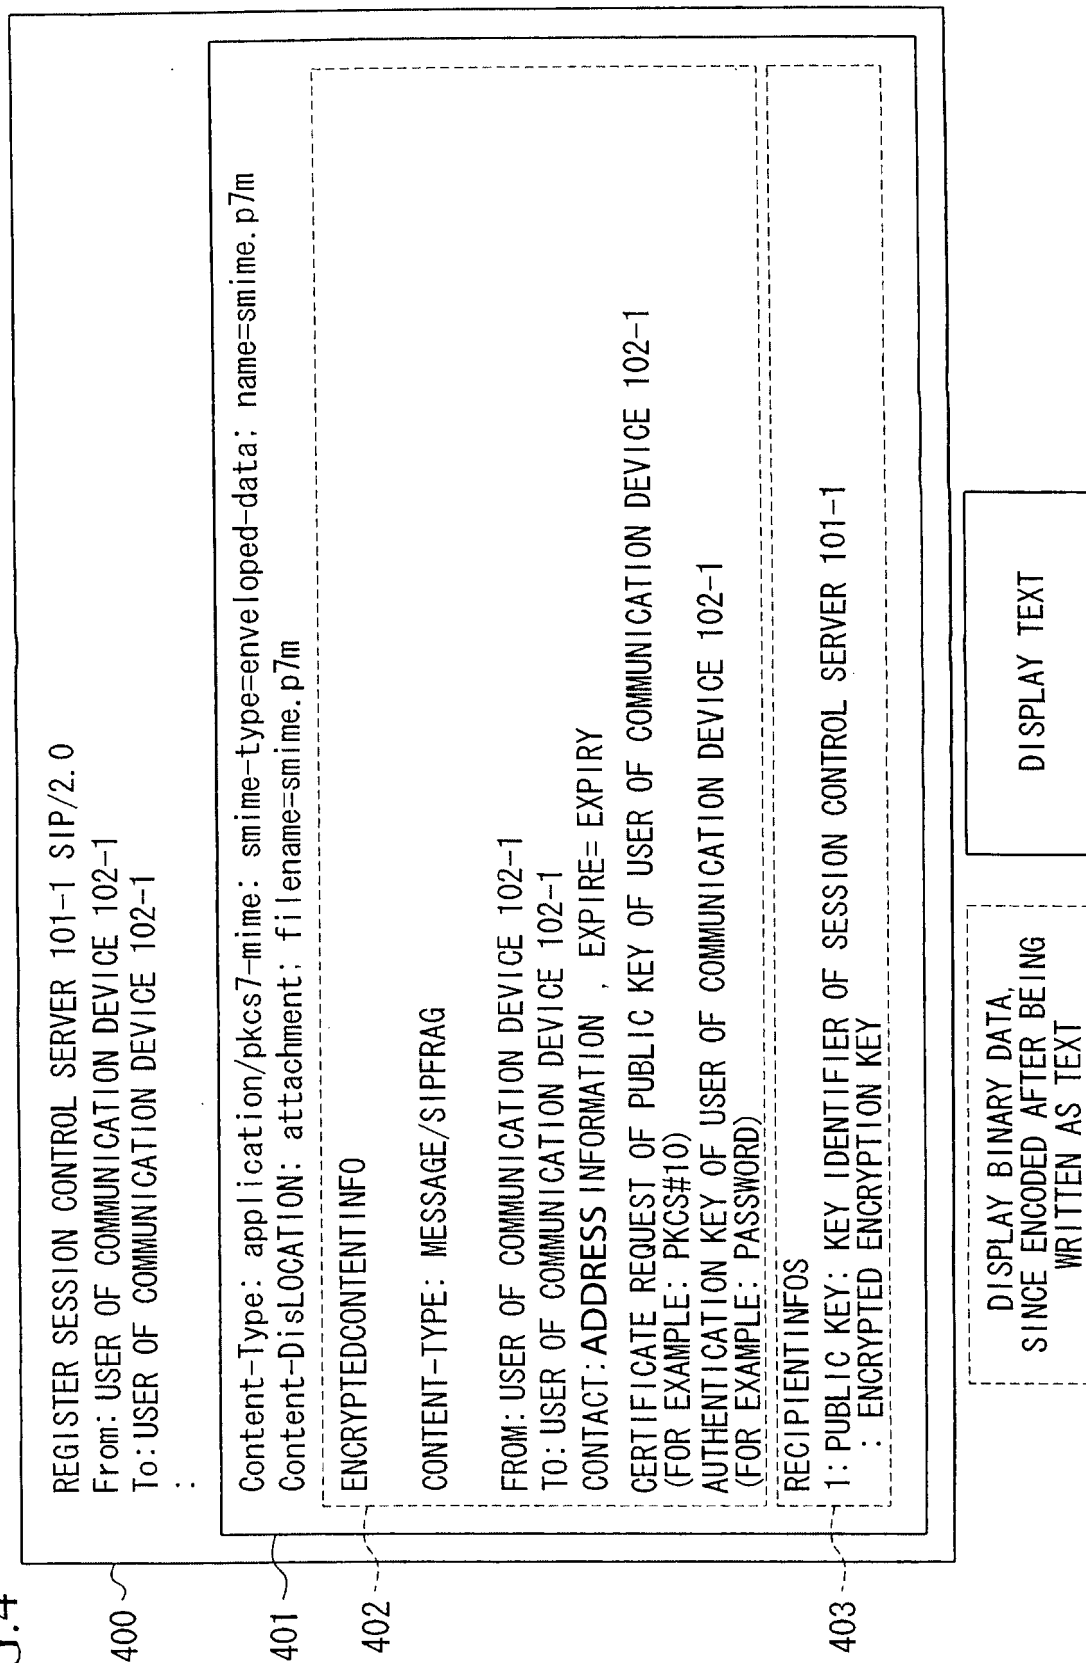 REGISTER SESSION CONTROL SERVER 101-1 SIP/2.0
From: USER OF COMMUNICATION DEVICE 102-1
To: USER OF COMMUNICATION DEVICE 102-1
:
Content-Type: application/pkcs7-mime: smime-type=enveloped-data; name=smime.p7m
Content-DisLOCATION: attachment; filename=smime.p7m
ENCRYPTEDCONTENTINFO
CONTENT-TYPE: MESSAGE/SIPFRAG
FROM: USER OF COMMUNICATION DEVICE 102-1
TO: USER OF COMMUNICATION DEVICE 102-1
CONTACT: ADDRESS INFORMATION , EXPIRE= EXPIRY
CERTIFICATE REQUEST OF PUBLIC KEY OF USER OF COMMUNICATION DEVICE 102-1
(FOR EXAMPLE: PKCS#10)
AUTHENTICATION KEY OF USER OF COMMUNICATION DEVICE 102-1
(FOR EXAMPLE: PASSWORD)
RECIPIENTINFOS
1: PUBLIC KEY: KEY IDENTIFIER OF SESSION CONTROL SERVER 101-1
: ENCRYPTED ENCRYPTION KEY
400
401
402
403
DISPLAY BINARY DATA,
SINCE ENCODED AFTER BEING
WRITTEN AS TEXT
DISPLAY TEXT